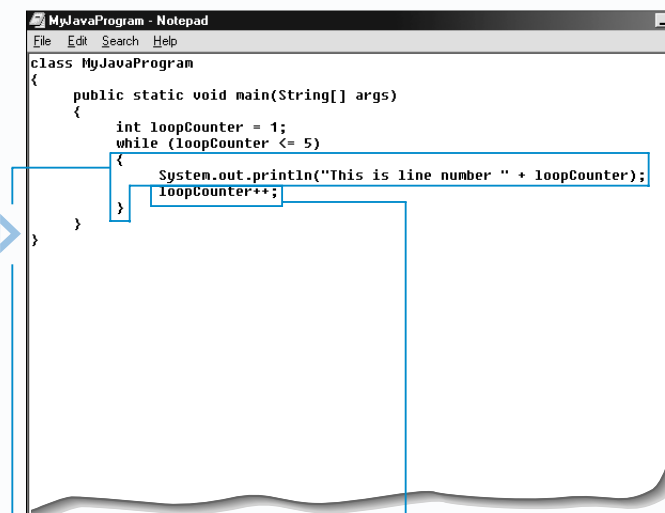 MyJavaProgram - Notepad
File Edit Search Help
class MyJavaProgram
{
public static void main(String[] args)
{
int loopCounter = 1;
while (loopCounter <= 5)
{
System.out.println("This is line number " + loopCounter);
loopCounter++;
}
}
}